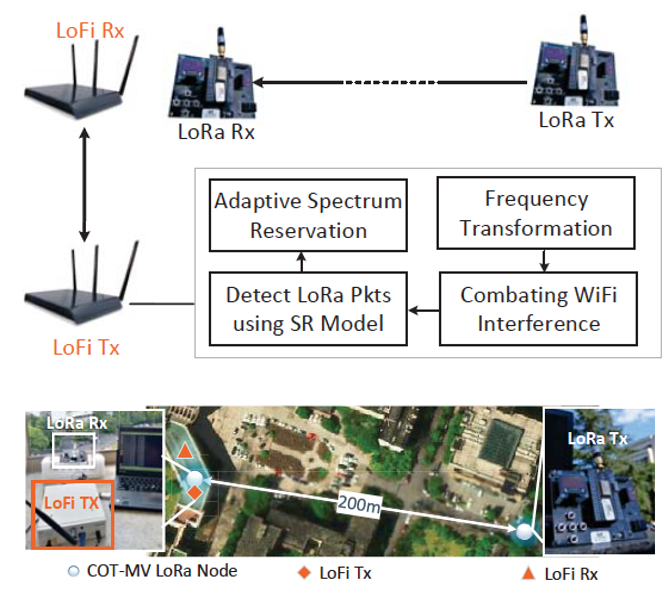 LoFi Rx
LoRa Rx
LoRa Tx
Adaptive Spectrum
Reservation
Frequency
Transformation
Detect LoRa Pkts
using SR Model
Combating WiFi
Interference
LoFi Tx
LoRa Rx
LoFi TX
200m
LoRa Tx
COT-MV LoRa Node
LoFi Tx
LoFi Rx